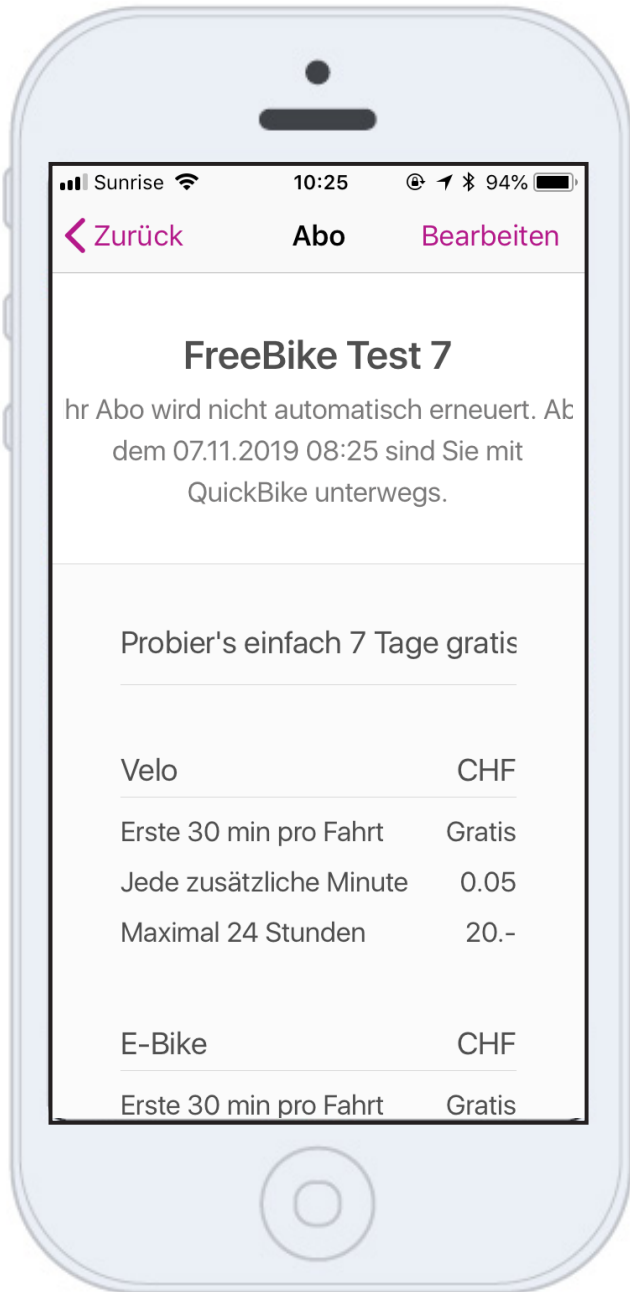 Sunrise 10:25 94%
Zurück Abo Bearbeiten
FreeBike Test 7
hr Abo wird nicht automatisch erneuert. Ab
dem 07.11.2019 08:25 sind Sie mit
QuickBike unterwegs.
Probier's einfach 7 Tage gratis
Velo CHF
Erste 30 min pro Fahrt Gratis
Jede zusätzliche Minute 0.05
Maximal 24 Stunden 20.-
E-Bike CHF
Erste 30 min pro Fahrt Gratis